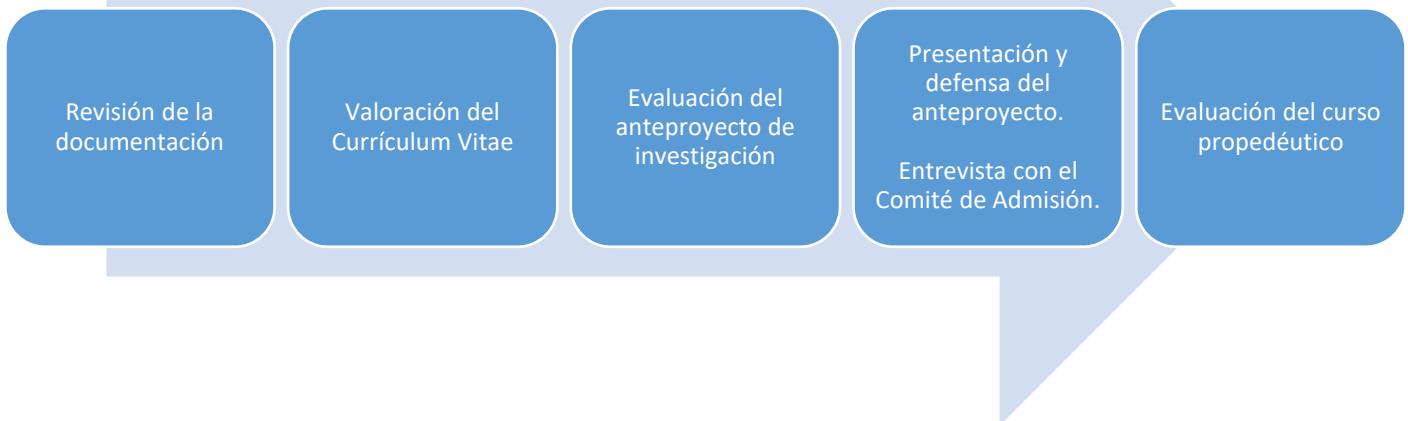 Revisión de la
documentación
Valoración del
Currículum Vitae
Evaluación del
anteproyecto de
investigación
Presentación y
defensa del
anteproyecto.
Entrevista con el
Comité de Admisión.
Evaluación del curso
propedéutico